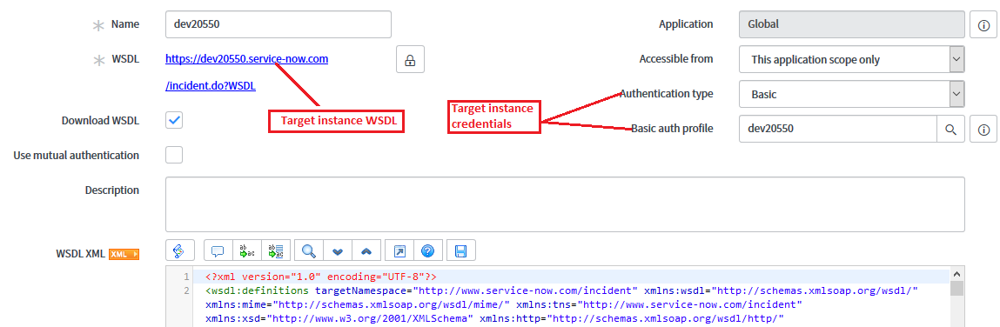 Name
dev20550
Application
Global
WSDL
https://dev20550.service-now.com
/incident.do?WSDL
Accessible from
This application scope only
Authentication type
Basic
Target instance WSDL
Target instance
credentials
Download WSDL
Basic auth profile
dev20550
Use mutual authentication
Description
WSDL XML
XML
1
<?xml version="1.0" encoding="UTF-8"?>
2
<wsdl:definitions targetNamespace="http://www.service-now.com/incident" xmlns:wsdl="http://schemas.xmlsoap.org/wsdl/"
xmlns:mime="http://schemas.xmlsoap.org/wsdl/mime/" xmlns:tns="http://www.service-now.com/incident"
xmlns:xsd="http://www.w3.org/2001/XMLSchema" xmlns:http="http://schemas.xmlsoap.org/wsdl/http/"